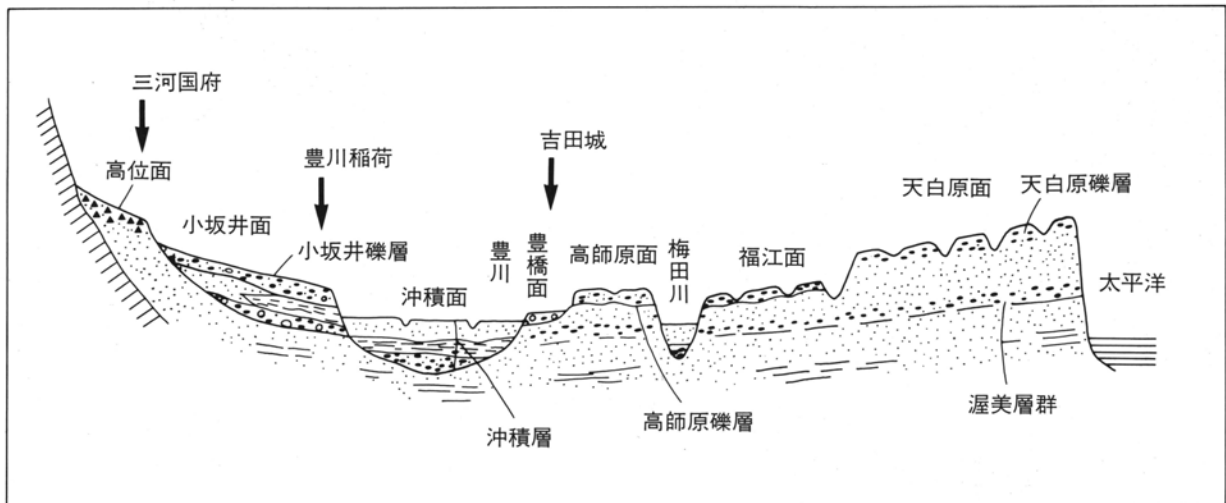 三河国府
高位面
豊川稲荷
小坂井面
小坂井礫層
沖積面
豊川
吉田城
豊橋面
高師原面
梅田川
福江面
天白原面
天白原礫層
太平洋
沖積層
高師原礫層
渥美層群